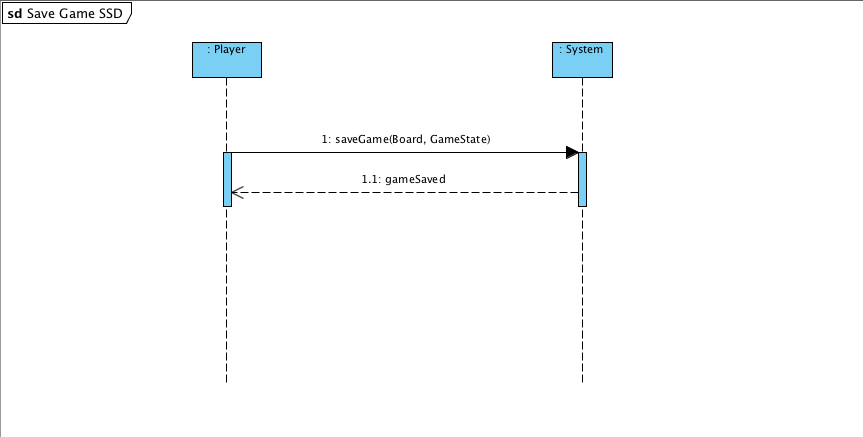 sd Save Game SSD
: Player
: System
1: saveGame(Board, GameState)
1.1: gameSaved